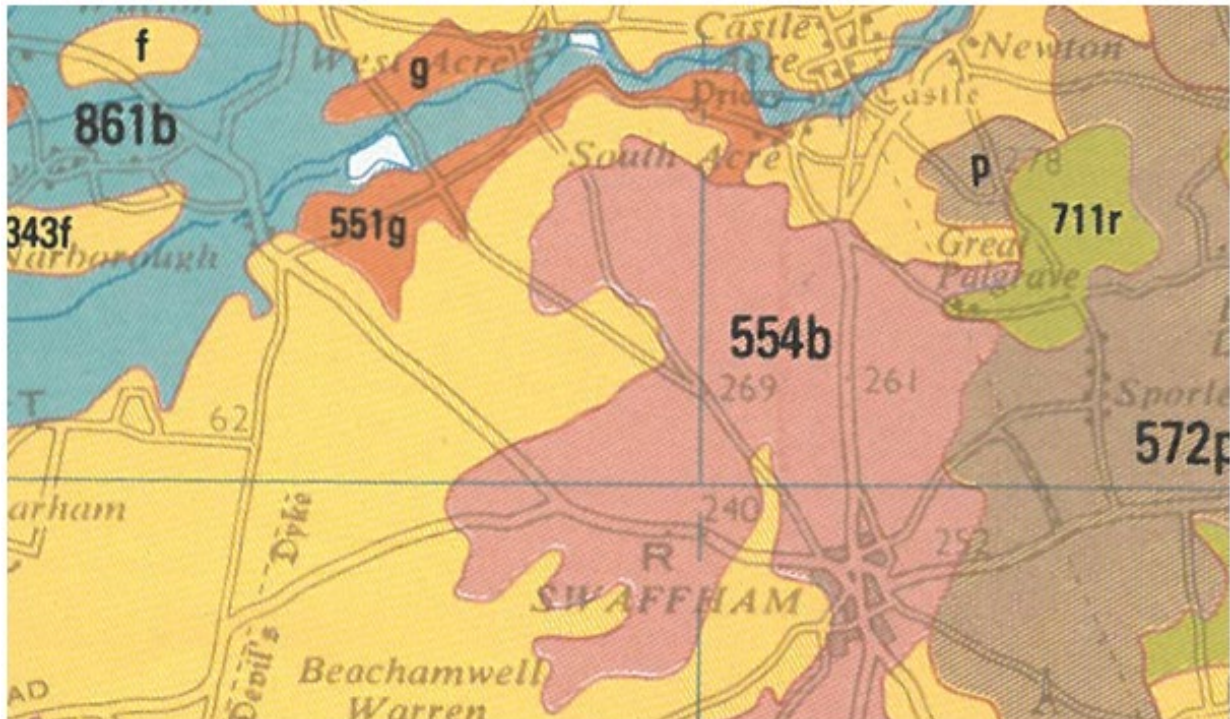 f
West Acre
g
Castle
Acre
Newton
861b
Priory
Castle
South Acre
p
278
343f
551g
711r
Narborough
Great
Palgrave
554b
269
261
T
62
Sporle
572p
arham
240
252
R
Dyke
SWAFFHAM
Devil's
Beachamwell
Warren
AD